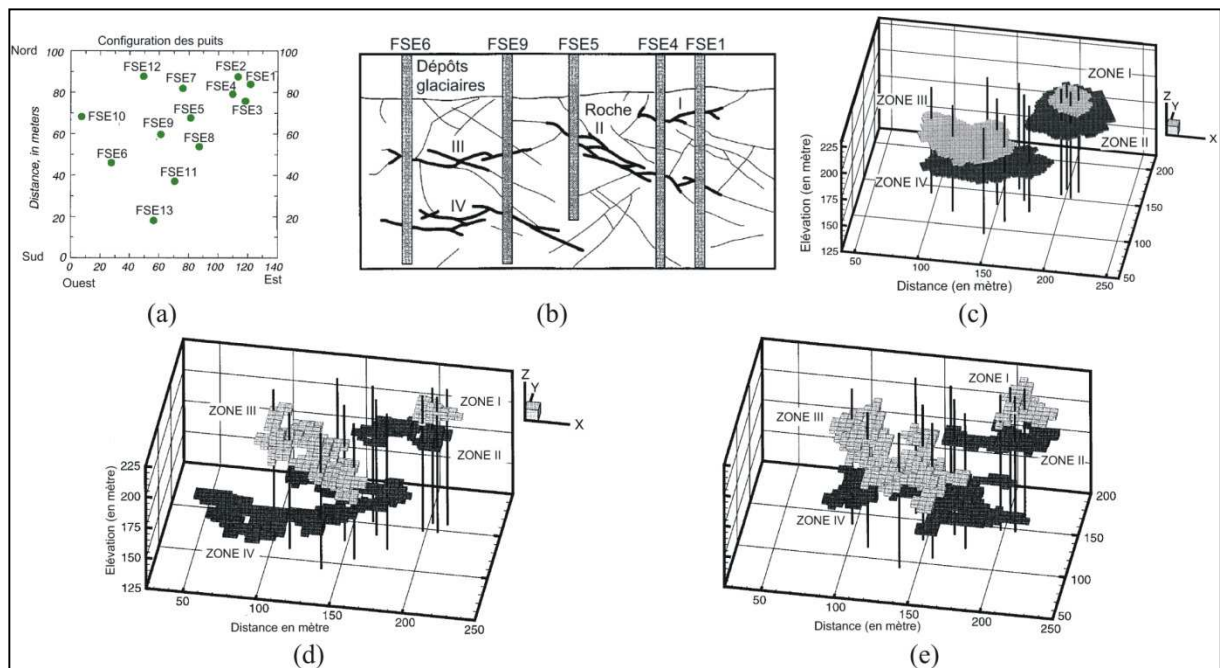 Configuration des puits
Nord
100
80
60
40
20
Sud
0
Distance, in meters
100
80
60
40
20
FSE12
FSE2
FSE1
FSE7
FSE4
FSE3
FSE5
FSE10
FSE9
FSE8
FSE6
FSE11
FSE13
0 20 40 60 80 100 120 140
Ouest
Est
(a)
FSE6 FSE9 FSE5 FSE4 FSE1
Dépôts
glaciaires
Roche
I
II
III
IV
(b)
ZONE I
ZONE III
ZONE II
ZONE IV
Z
Y
X
Elévation (en mètre)
225
200
175
150
125
50 100 150 200 250
Distance (en mètre)
200
150
100
50
(c)
ZONE III
ZONE I
ZONE II
ZONE IV
Z
Y
X
Elévation (en mètre)
225
200
175
150
125
50 100 150 200 250
Distance en mètre
(d)
ZONE I
ZONE III
ZONE II
ZONE IV
50 100 150 200 250
Distance (en mètre)
200
150
100
50
(e)